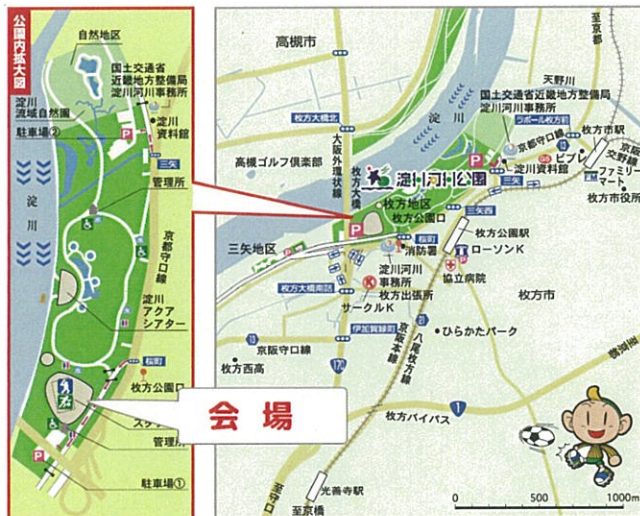 公園内拡大図
自然地区
国土交通省
近畿地方整備局
淀川河川事務所
淀川
流域自然園
淀川
資料館
駐車場②
三矢
淀川
管理所
京都守口線
淀川
アクア
シアター
桜町
枚方公園口
管理所
駐車場①
会場
高槻市
至京都
天野川
国土交通省近畿地方整備局
淀川河川事務所
枚方大橋北
淀川
ラポール枚方前
大阪外環状線
枚方大橋
京都守口線
13
枚方市駅
京阪
交野線
ビブレ
高槻ゴルフ倶楽部
淀川河川公園
淀川資料館
三矢
ファミリー
マート
枚方市役所
枚方地区
枚方公園口
三矢西
三矢地区
桜町
消防署
枚方公園駅
ローソンK
淀川河川
事務所
枚方出張所
協立病院
枚方大橋南詰
サークルK
枚方市
伊加賀緑町
13
京阪守口線
京阪本線
八尾枚方線
ひらかたパーク
枚方西高
170
21
至京都
枚方バイパス
1
光善寺駅
至守口
至京橋
0
500
1000m